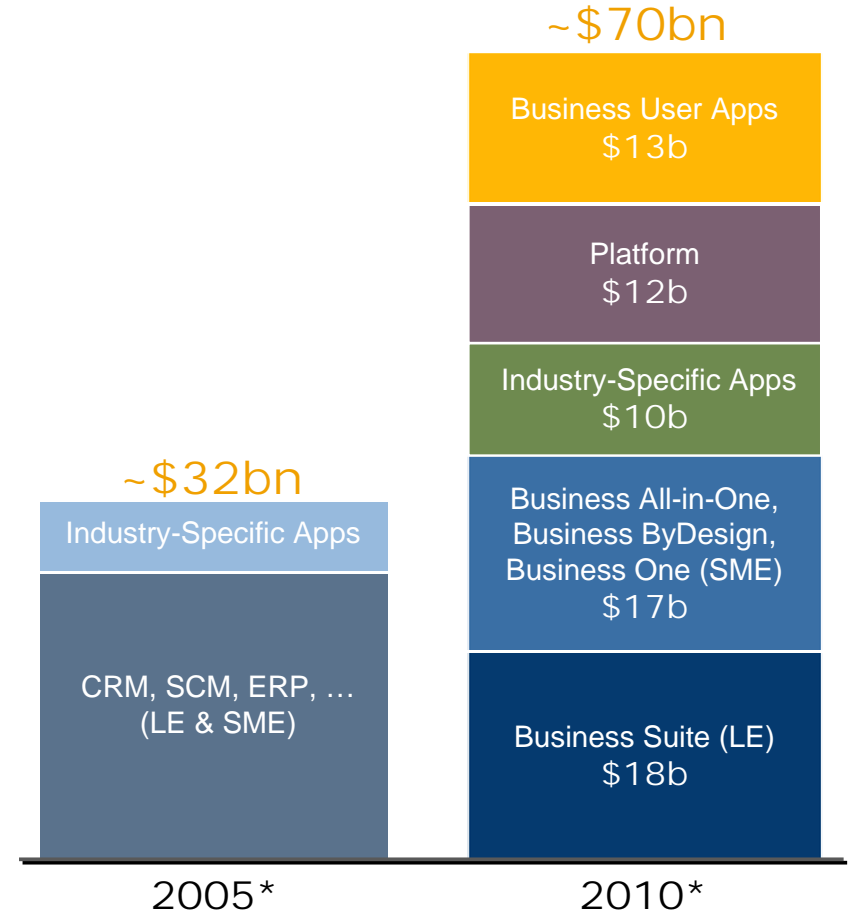 ~$70bn
Business User Apps
$13b
Platform
$12b
Industry-Specific Apps
$10b
~$32bn
Industry-Specific Apps
Business All-in-One,
Business ByDesign,
Business One (SME)
$17b
CRM, SCM, ERP, …
(LE & SME)
Business Suite (LE)
$18b
2005*
2010*